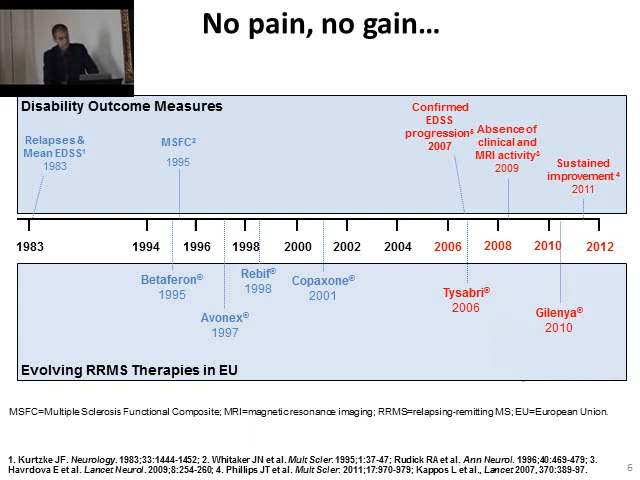 No pain, no gain...
Disability Outcome Measures
Relapses &
Mean EDSS1
1983
MSFC2
1995
Confirmed
EDSS
progression5
2007
Absence of
clinical and
MRI activity3
2009
Sustained
improvement 4
2011
1983 1994 1996 1998 2000 2002 2004 2006 2008 2010 2012
Betaferon®
1995
Avonex®
1997
Rebif®
1998
Copaxone®
2001
Tysabri®
2006
Gilenya®
2010
Evolving RRMS Therapies in EU
MSFC=Multiple Sclerosis Functional Composite; MRI=magnetic resonance imaging; RRMS=relapsing-remitting MS; EU=European Union.
1. Kurtzke JF. Neurology. 1983;33:1444-1452; 2. Whitaker JN et al. Mult Scler. 1995;1:37-47; Rudick RA et al. Ann Neurol. 1996;40:469-479; 3.
Havrdova E et al. Lancet Neurol. 2009;8:254-260; 4. Phillips JT et al. Mult Scler. 2011;17:970-979; Kappos L et al., Lancet 2007, 370:389-97.
6